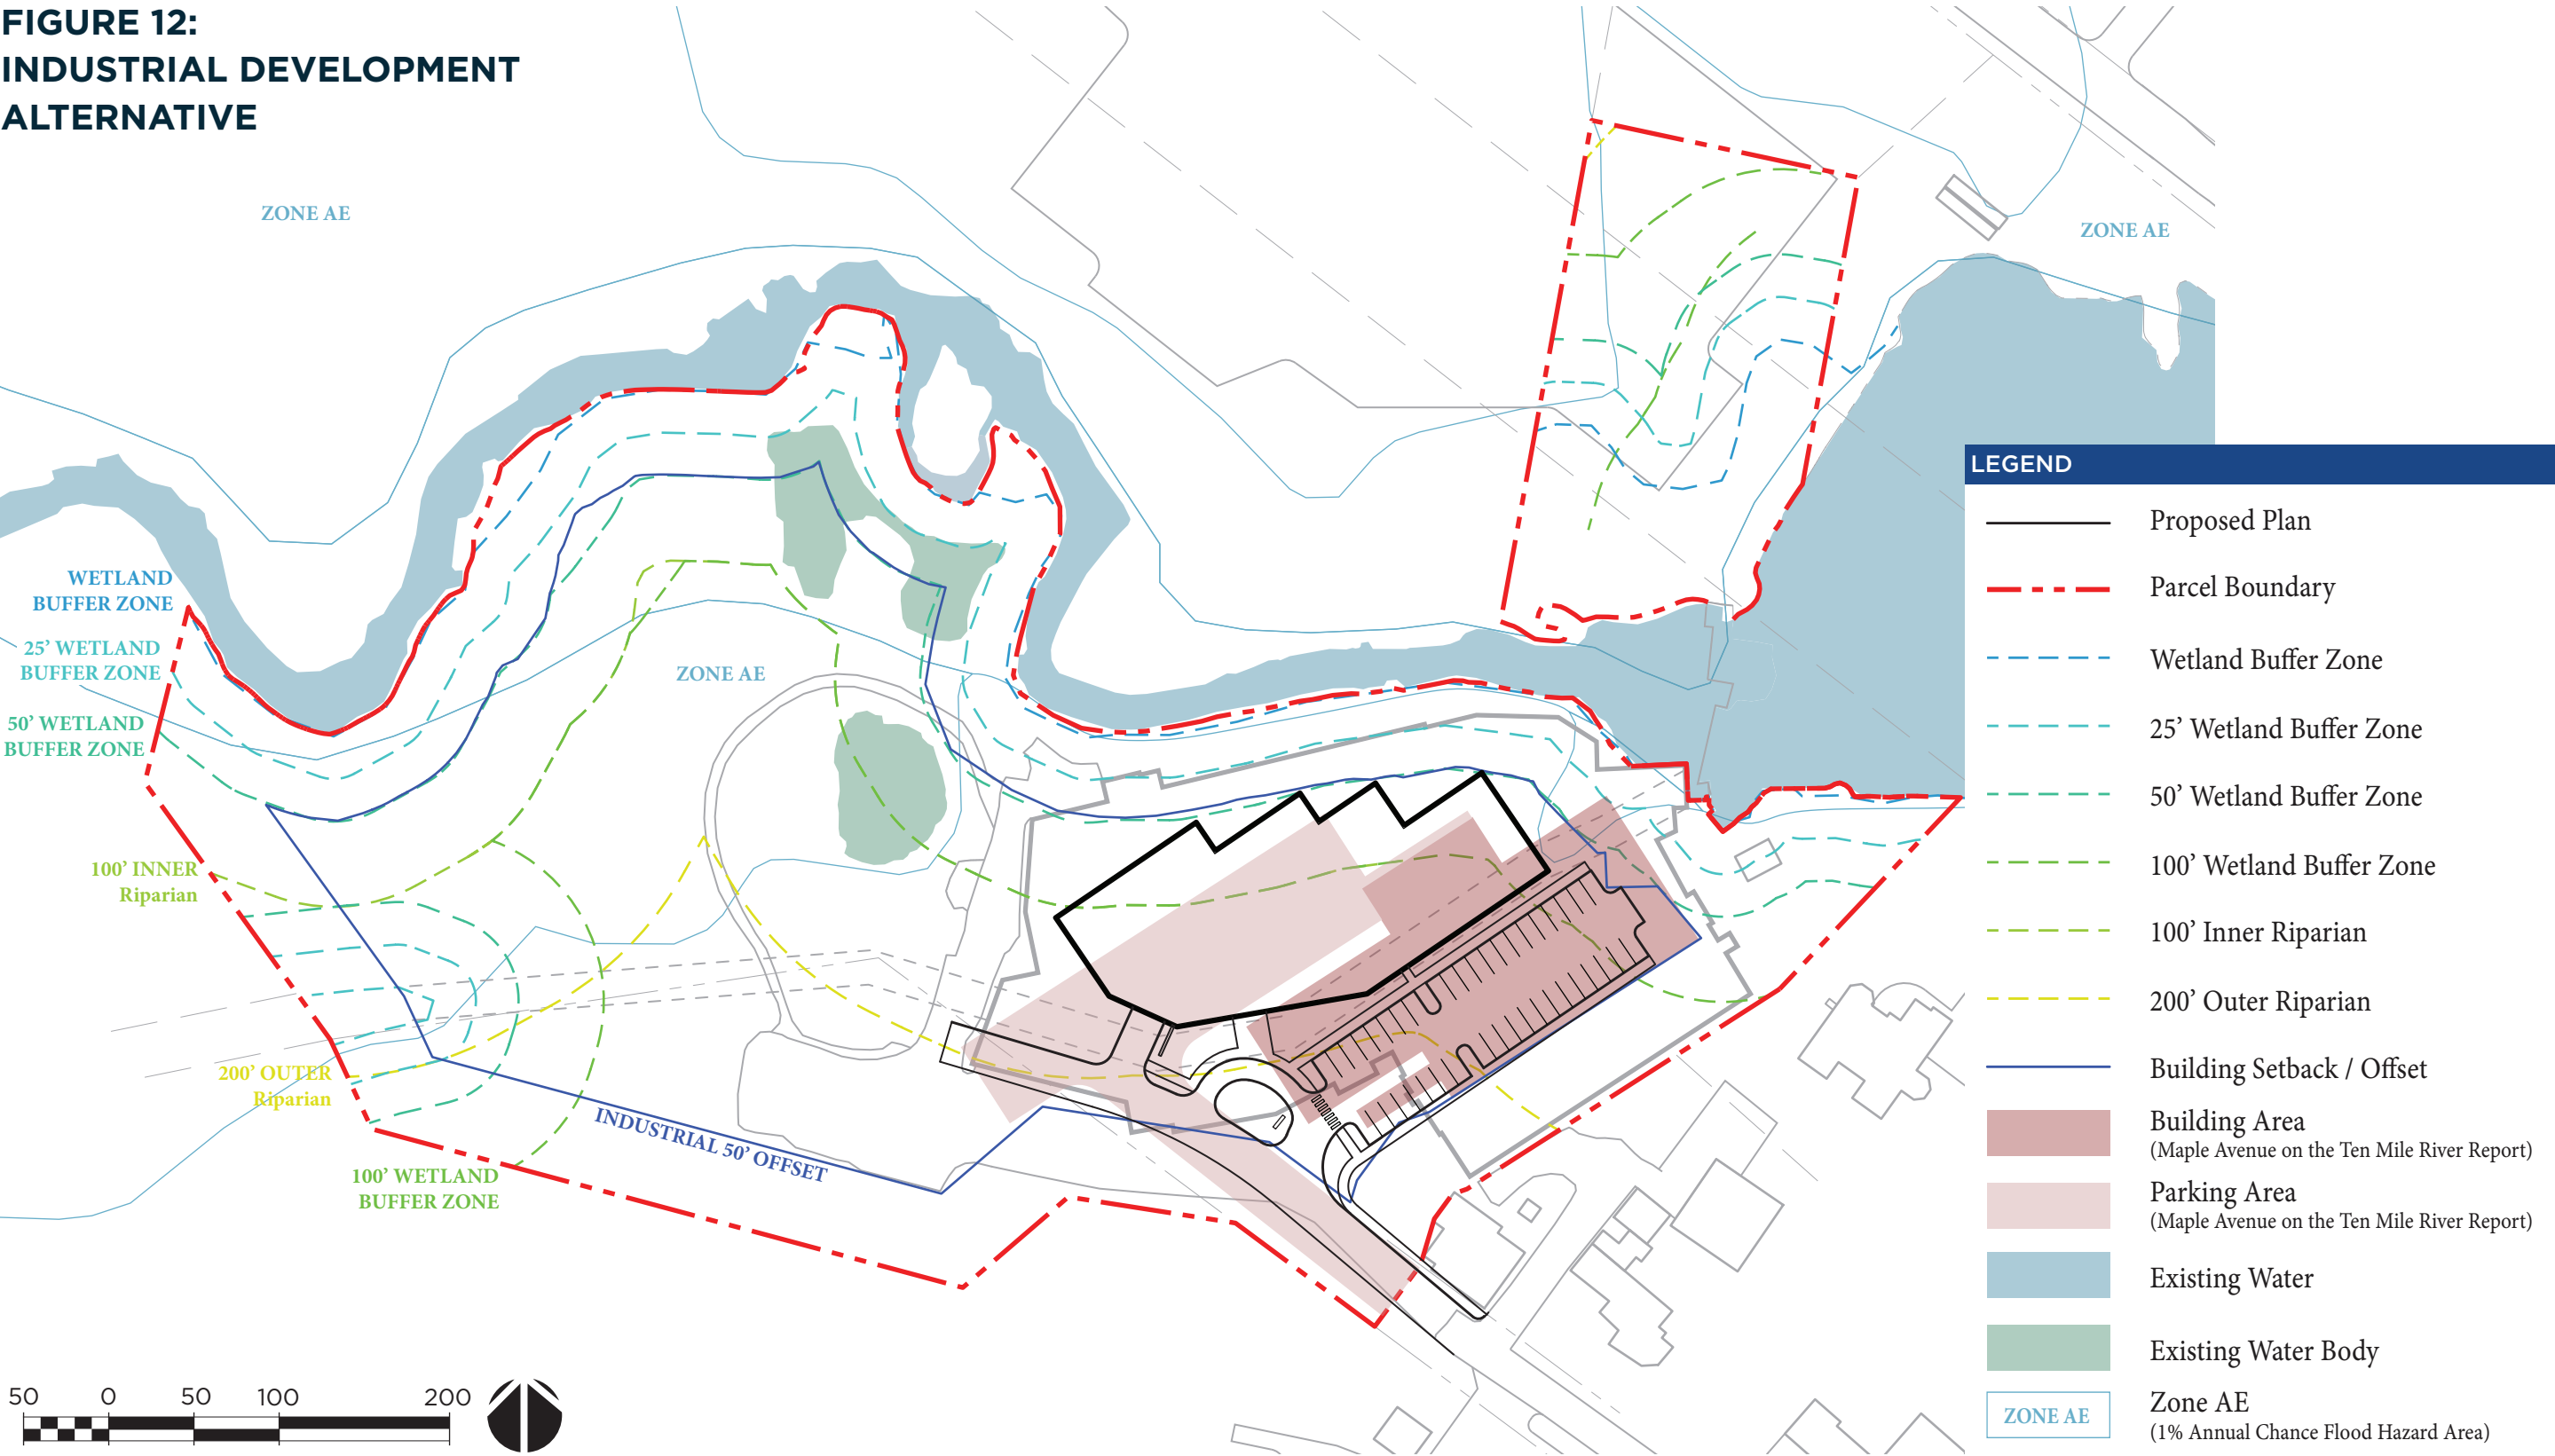 FIGURE 12:
INDUSTRIAL DEVELOPMENT
ALTERNATIVE
ZONE AE
ZONE AE
WETLAND
BUFFER ZONE
25’ WETLAND
BUFFER ZONE
50’ WETLAND
BUFFER ZONE
ZONE AE
100’ INNER
Riparian
200’ OUTER
Riparian
100’ WETLAND
BUFFER ZONE
INDUSTRIAL 50' OFFSET
LEGEND
Proposed Plan
Parcel Boundary
Wetland Buffer Zone
25’ Wetland Buffer Zone
50’ Wetland Buffer Zone
100’ Wetland Buffer Zone
100’ Inner Riparian
200’ Outer Riparian
Building Setback / Offset
Building Area
(Maple Avenue on the Ten Mile River Report)
Parking Area
(Maple Avenue on the Ten Mile River Report)
Existing Water
Existing Water Body
ZONE AE
Zone AE
(1% Annual Chance Flood Hazard Area)
50 0 50 100 200